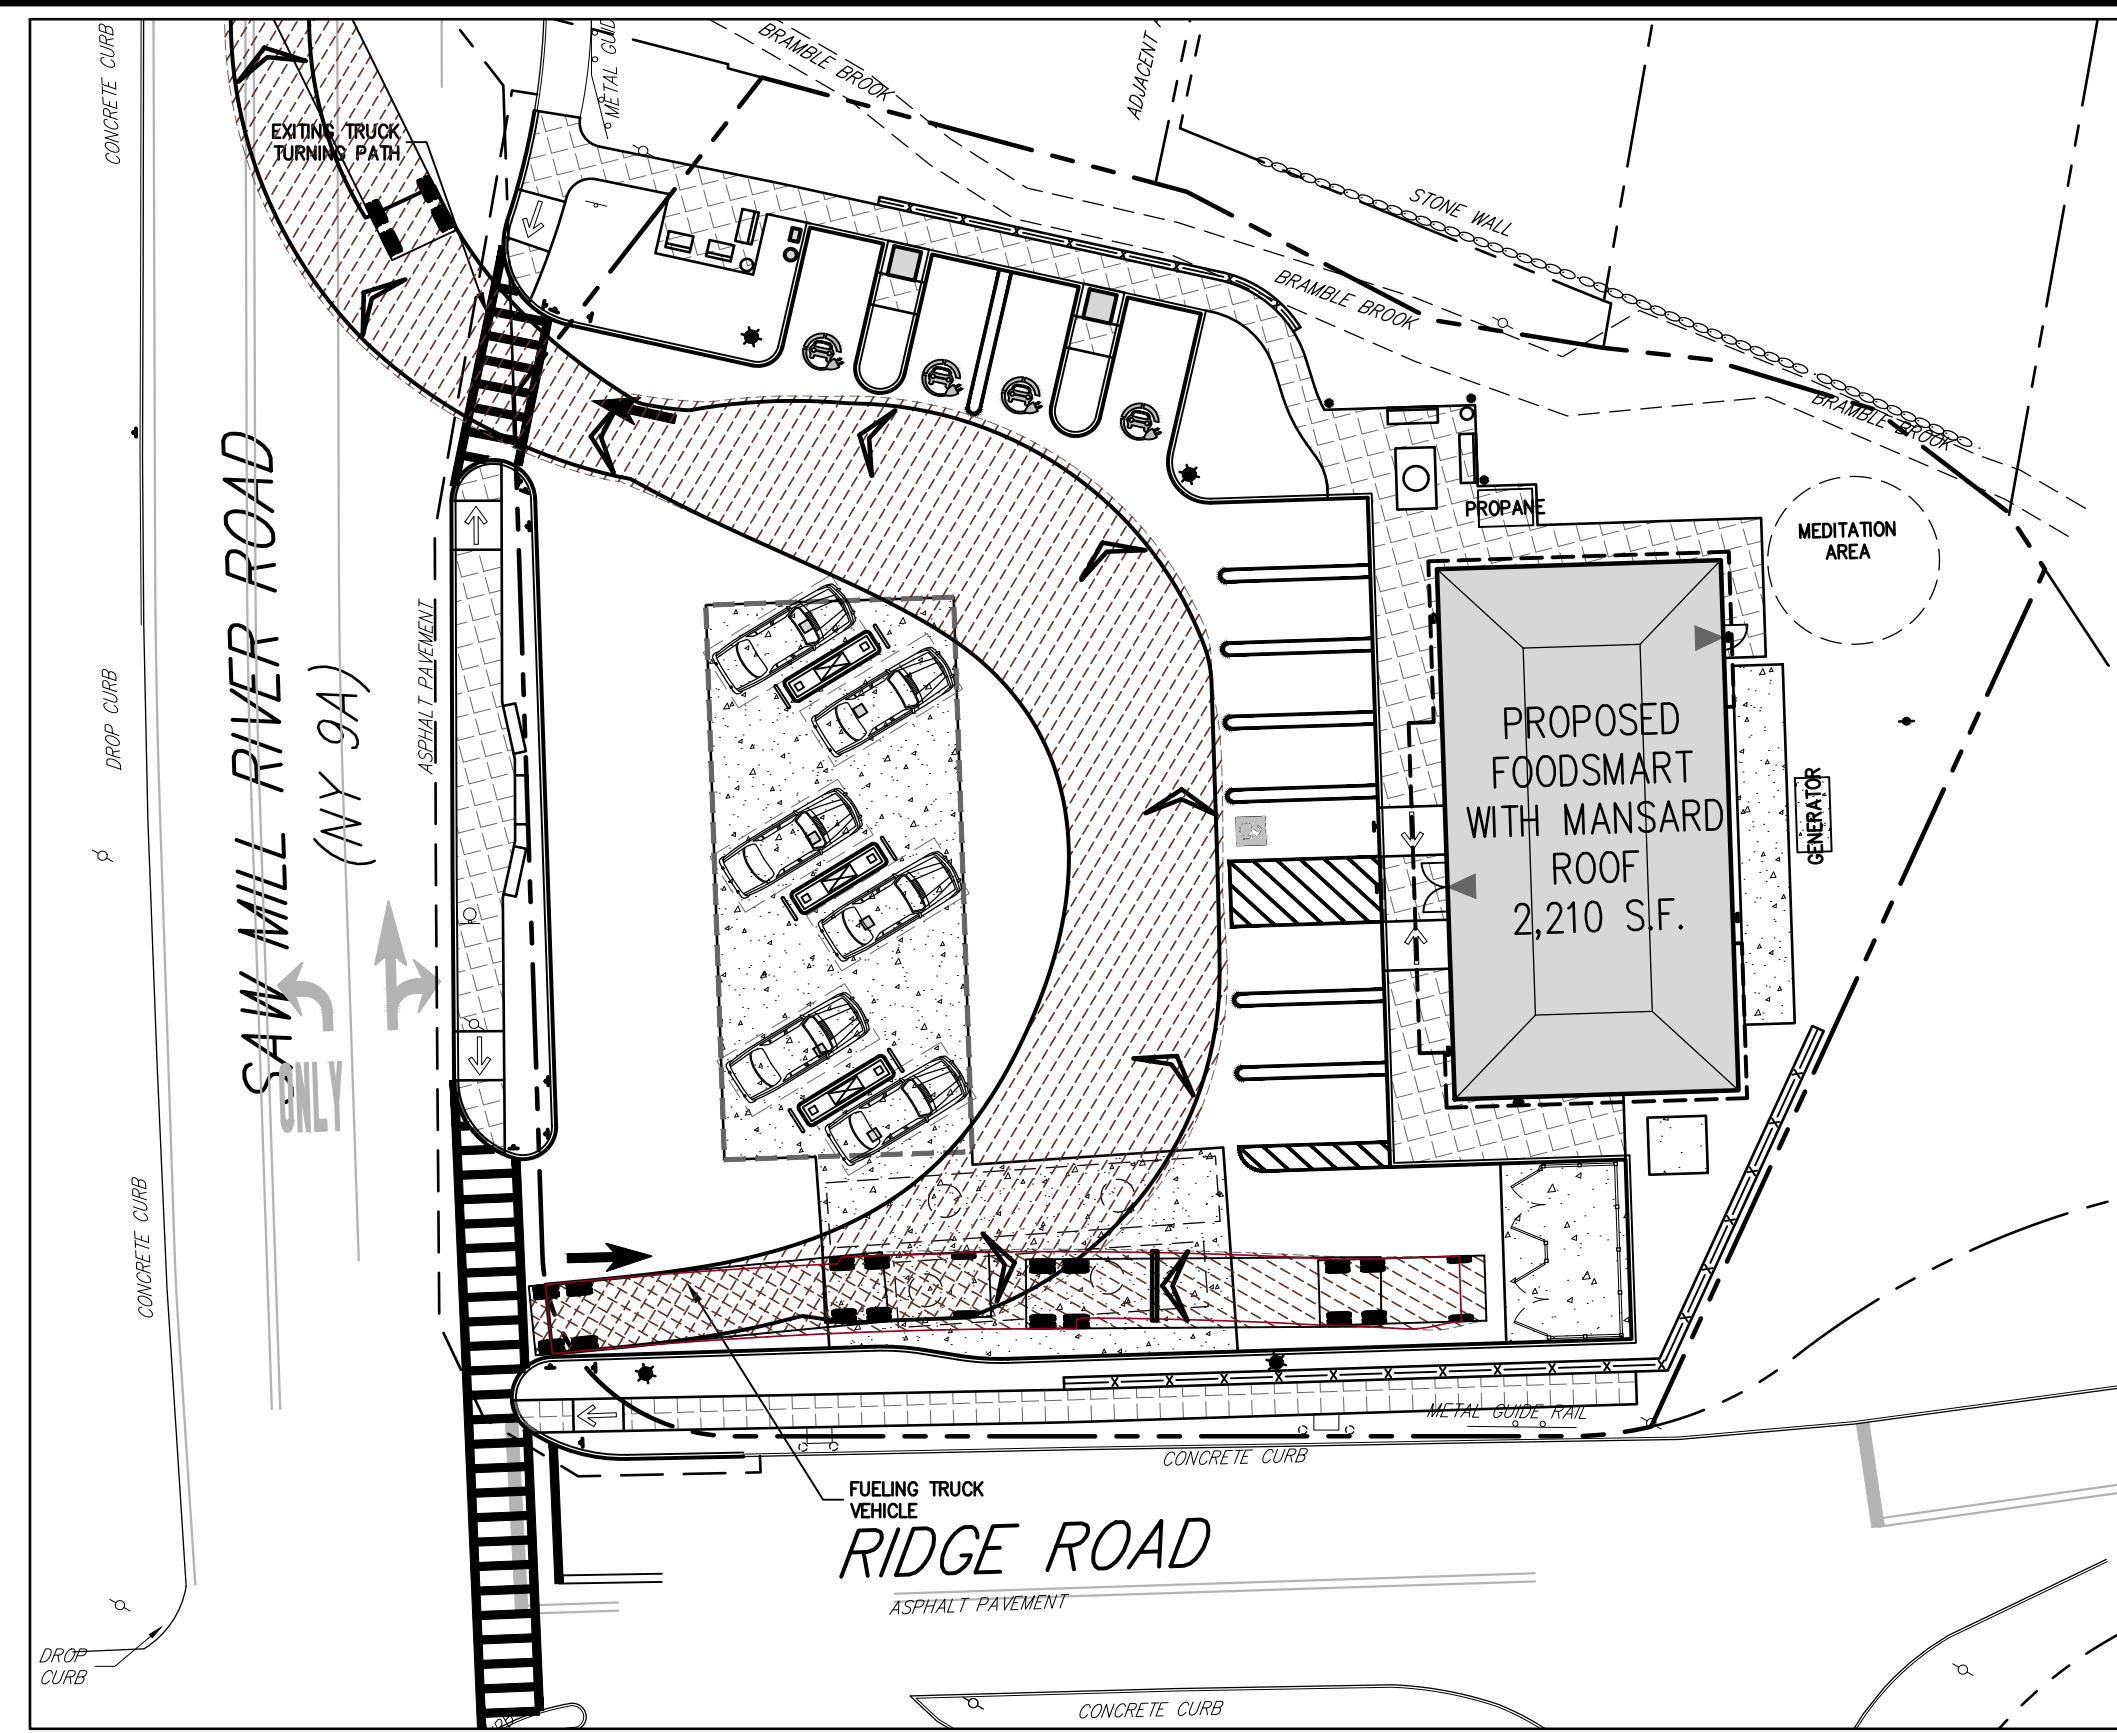 CONCRETE CURB
METAL GUID
BRAMBLE BROOK
ADJACENT
EXITING TRUCK
TURNING PATH
STONE WALL
BRAMBLE BROOK
BRAMBLE BROOK
SAW MILL RIVER ROAD
(NY 9A)
ASPHALT PAVEMENT
PROPANE
MEDITATION
AREA
DROP CURB
PROPOSED
FOODSMART
WITH MANSARD
ROOF
2,210 S.F.
GENERATOR
ONLY
CONCRETE CURB
METAL GUIDE RAIL
CONCRETE CURB
FUELING TRUCK
VEHICLE
RIDGE ROAD
ASPHALT PAVEMENT
DROP
CURB
CONCRETE CURB